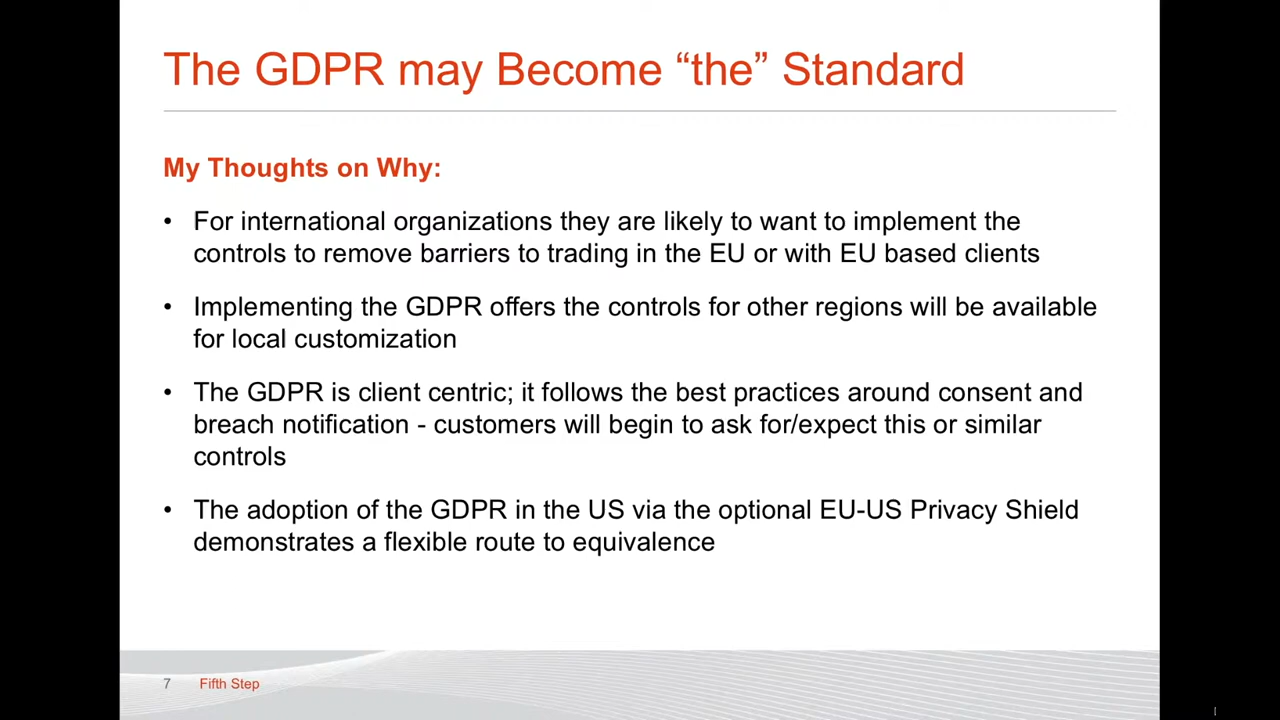 The GDPR may Become “the” Standard
My Thoughts on Why:
• For international organizations they are likely to want to implement the
controls to remove barriers to trading in the EU or with EU based clients
• Implementing the GDPR offers the controls for other regions will be available
for local customization
• The GDPR is client centric; it follows the best practices around consent and
breach notification - customers will begin to ask for/expect this or similar
controls
• The adoption of the GDPR in the US via the optional EU-US Privacy Shield
demonstrates a flexible route to equivalence
7 Fifth Step